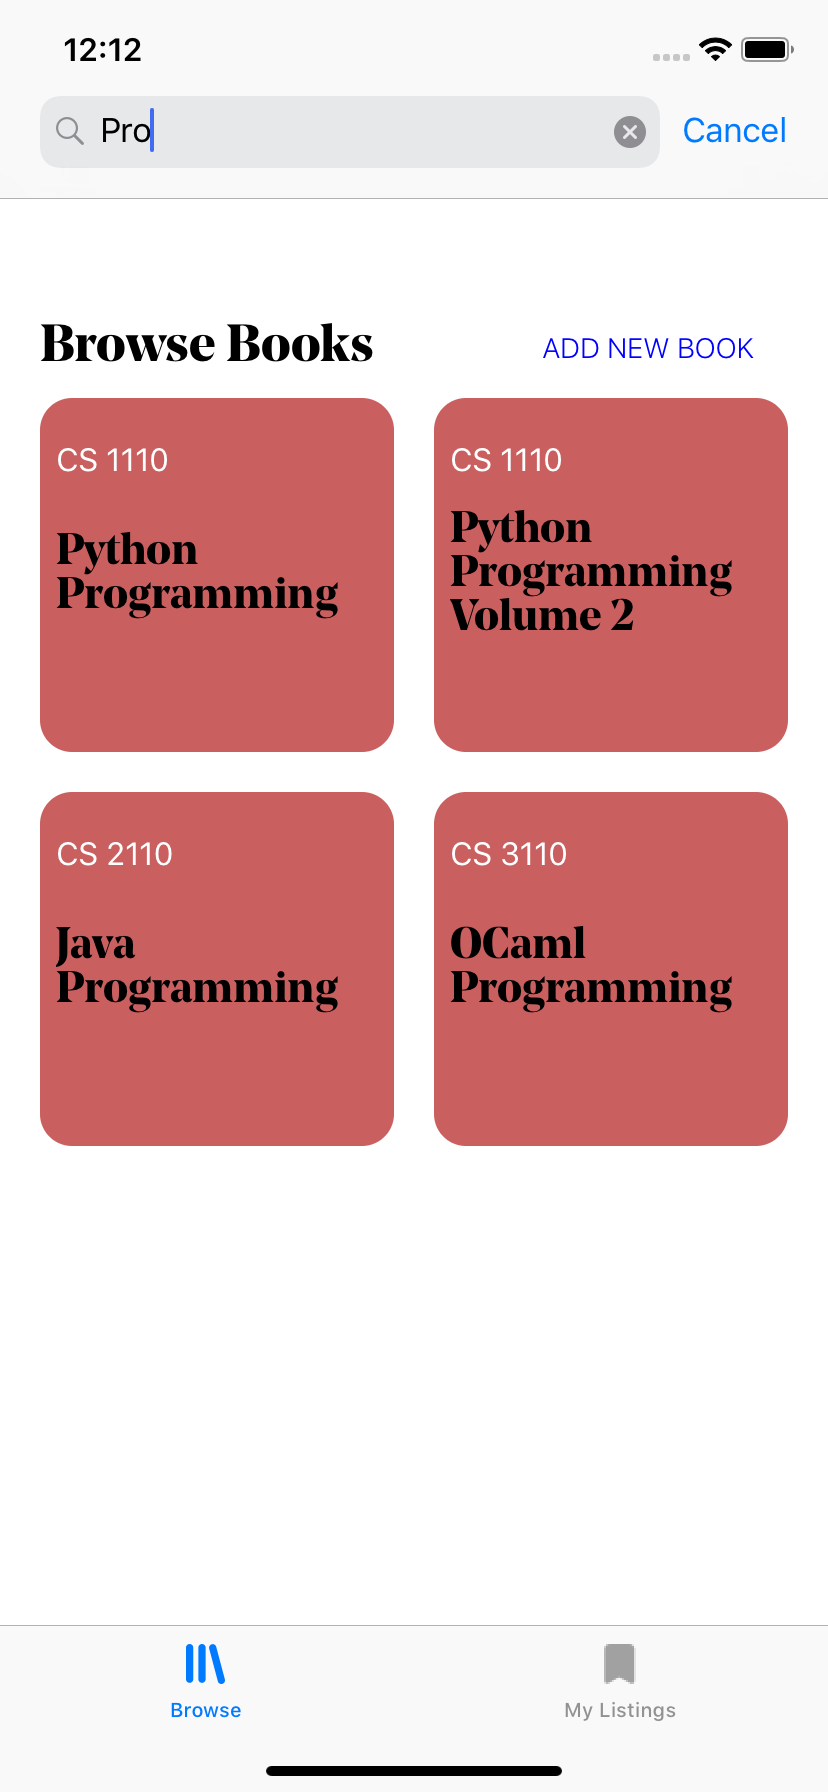 12:12
Pro
Cancel
Browse Books
ADD NEW BOOK
CS 1110
Python
Programming
CS 1110
Python
Programming
Volume 2
CS 2110
Java
Programming
CS 3110
OCaml
Programming
Browse
My Listings